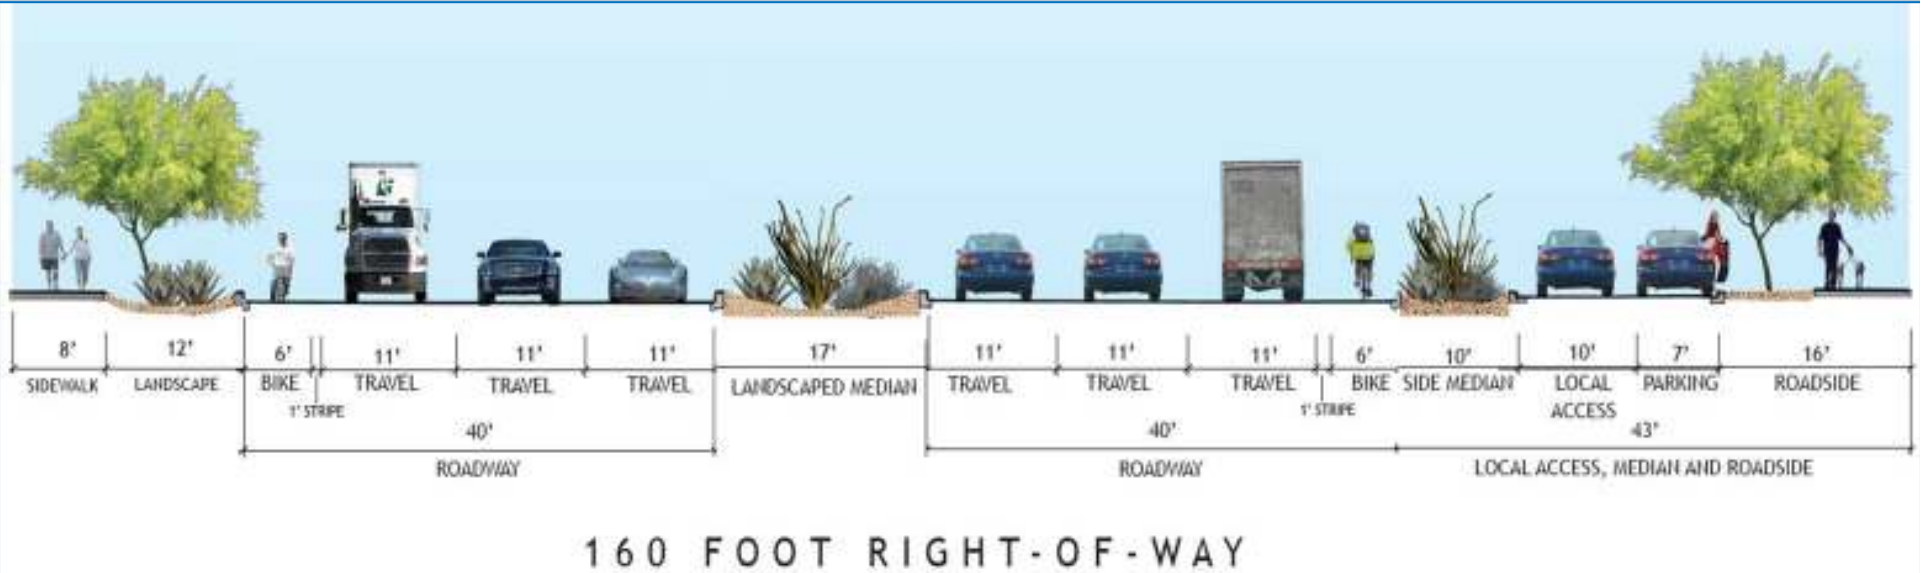 8' 12' 6' 11' 11' 11' 17' 11' 11' 11' 6' 10' 10' 7' 16'
SIDEWALK LANDSCAPE BIKE TRAVEL TRAVEL TRAVEL LANDSCAPED MEDIAN TRAVEL TRAVEL TRAVEL BIKE SIDE MEDIAN LOCAL PARKING ROADSIDE
1' STRIPE 1' STRIPE ACCESS
40' 40' 43'
ROADWAY ROADWAY LOCAL ACCESS, MEDIAN AND ROADSIDE
160 FOOT RIGHT-OF-WAY